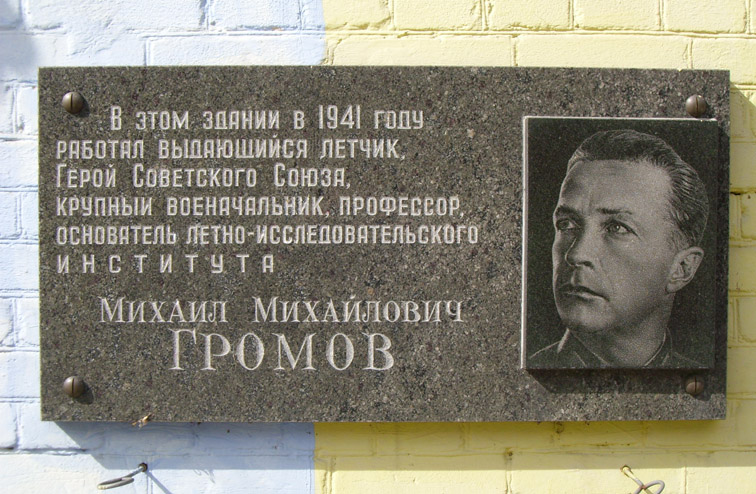 В этом здании в 1941 году
работал выдающийся летчик,
Герой Советского Союза,
крупный военачальник, профессор,
основатель летно-исследовательского
института
Михаил Михайлович
Громов